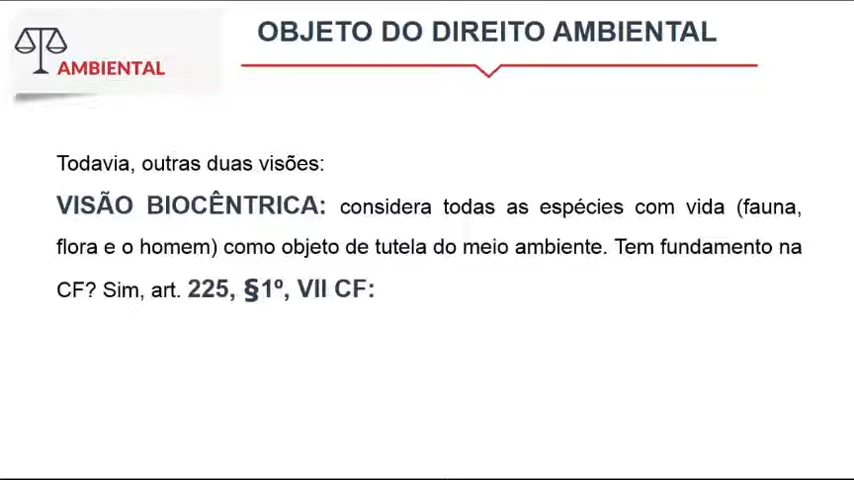 OBJETO DO DIREITO AMBIENTAL
AMBIENTAL
Todavia, outras duas visões:
VISÃO BIOCÊNTRICA: considera todas as espécies com vida (fauna,
flora e o homem) como objeto de tutela do meio ambiente. Tem fundamento na
CF? Sim, art. 225, §1º, VII CF: